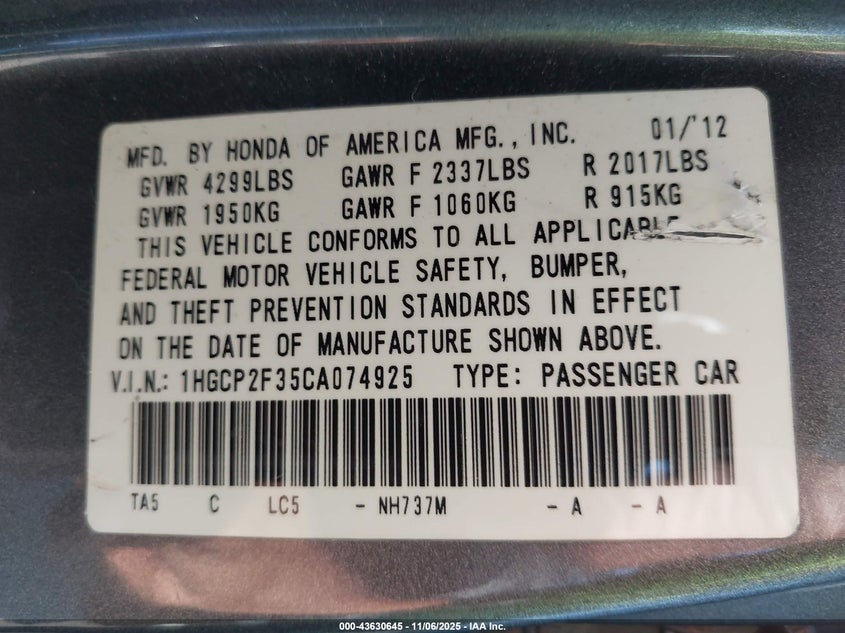 MFD. BY HONDA OF AMERICA MFG., INC. 01/'12
GVWR 4299LBS GAWR F 2337LBS R 2017LBS
GVWR 1950KG GAWR F 1060KG R 915KG
THIS VEHICLE CONFORMS TO ALL APPLICABLE
FEDERAL MOTOR VEHICLE SAFETY, BUMPER,
AND THEFT PREVENTION STANDARDS IN EFFECT
ON THE DATE OF MANUFACTURE SHOWN ABOVE.
V.I.N.: 1HGCP2F35CA074925 TYPE: PASSENGER CAR
TA5 C LC5 - NH737M - A - A
000-43630645 - 11/06/2025 - IAA Inc.